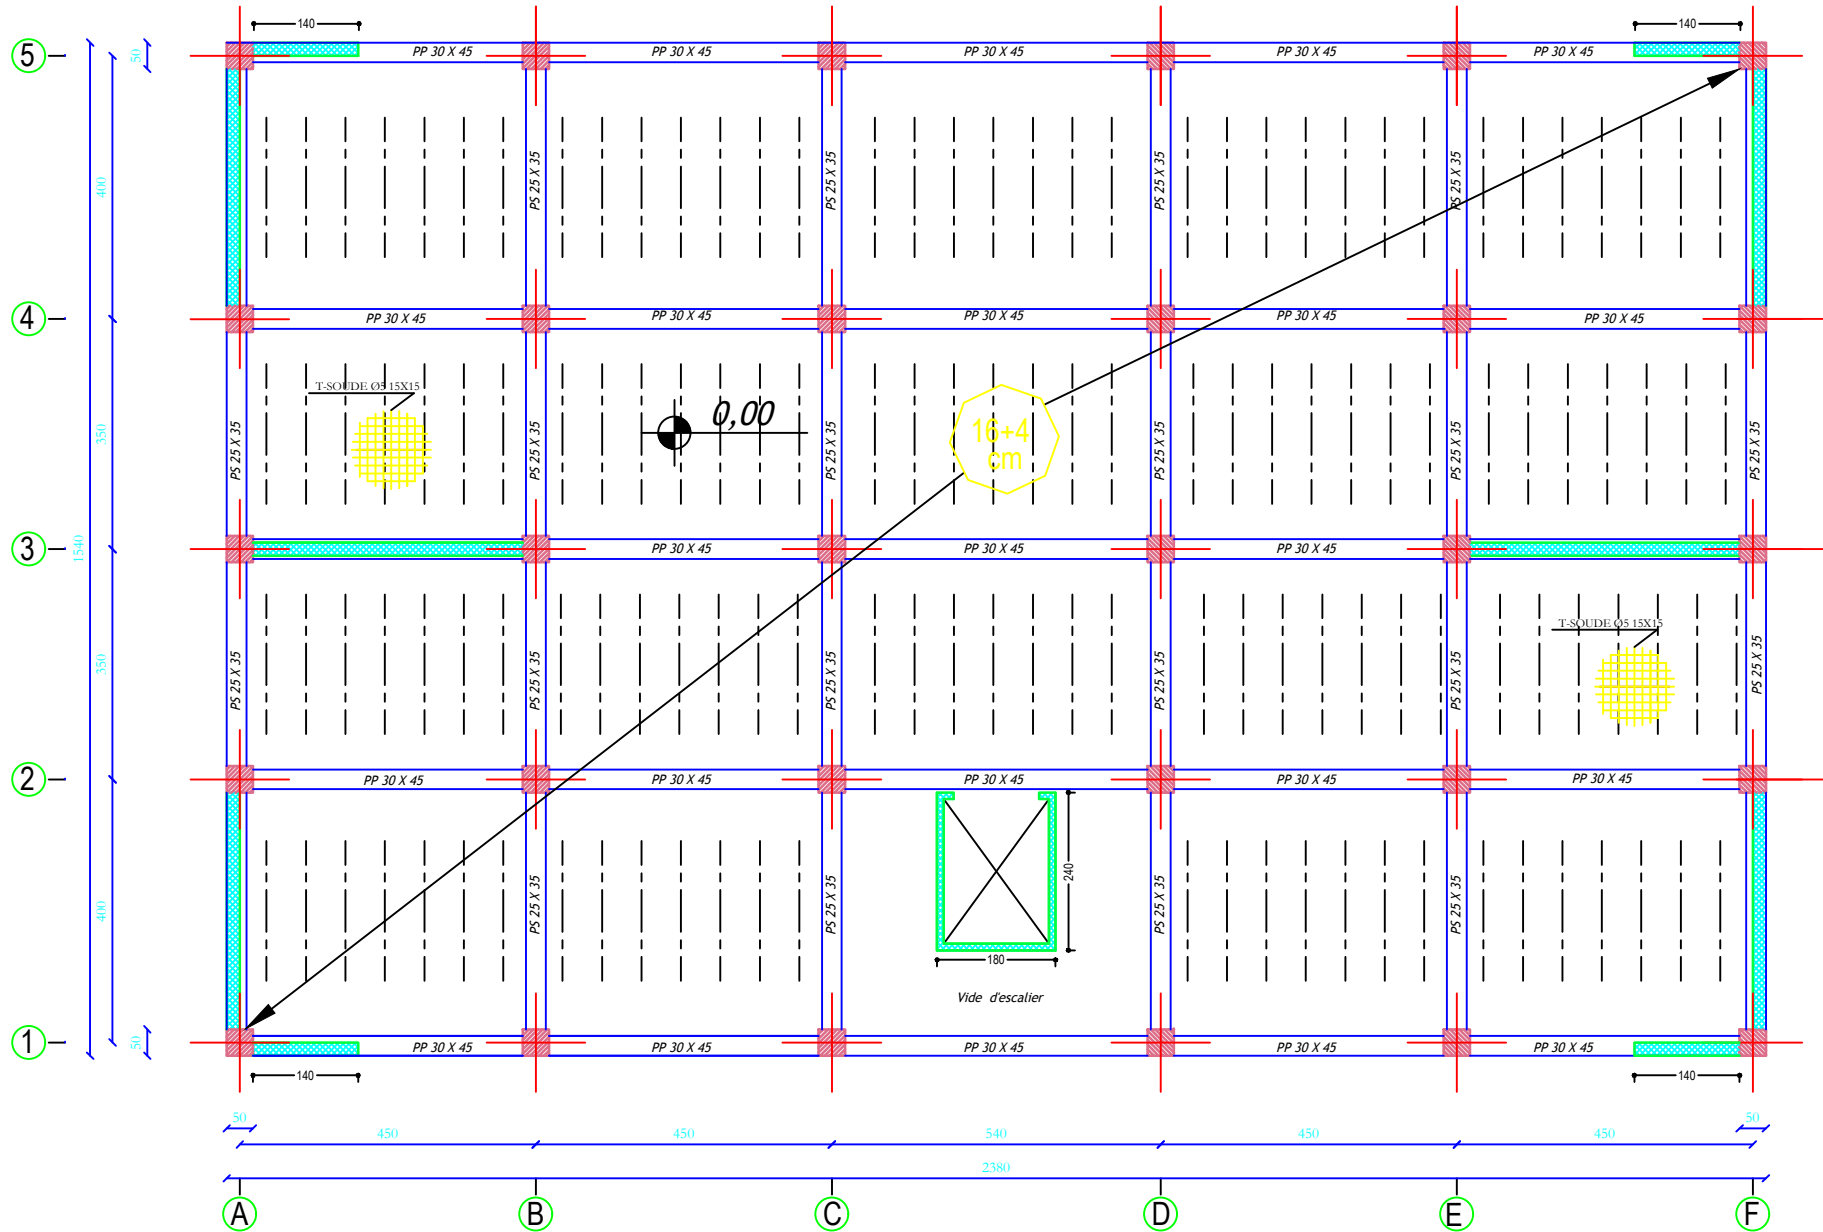 140
140
5
50
PP 30 X 45
PP 30 X 45
PP 30 X 45
PP 30 X 45
PP 30 X 45
400
PS 25 X 35
PS 25 X 35
PS 25 X 35
PS 25 X 35
4
PP 30 X 45
PP 30 X 45
PP 30 X 45
PP 30 X 45
PP 30 X 45
T-SOUDE Ø5 15X15
0,00
16+4
cm
350
PS 25 X 35
PS 25 X 35
PS 25 X 35
PS 25 X 35
PS 25 X 35
PS 25 X 35
3
1540
PP 30 X 45
PP 30 X 45
PP 30 X 45
T-SOUDE Ø5 15X15
350
PS 25 X 35
PS 25 X 35
PS 25 X 35
PS 25 X 35
PS 25 X 35
PS 25 X 35
2
PP 30 X 45
PP 30 X 45
PP 30 X 45
PP 30 X 45
PP 30 X 45
400
PS 25 X 35
PS 25 X 35
PS 25 X 35
PS 25 X 35
240
180
Vide d'escalier
1
50
PP 30 X 45
PP 30 X 45
PP 30 X 45
PP 30 X 45
PP 30 X 45
140
140
50
50
450
450
540
450
450
2380
A
B
C
D
E
F